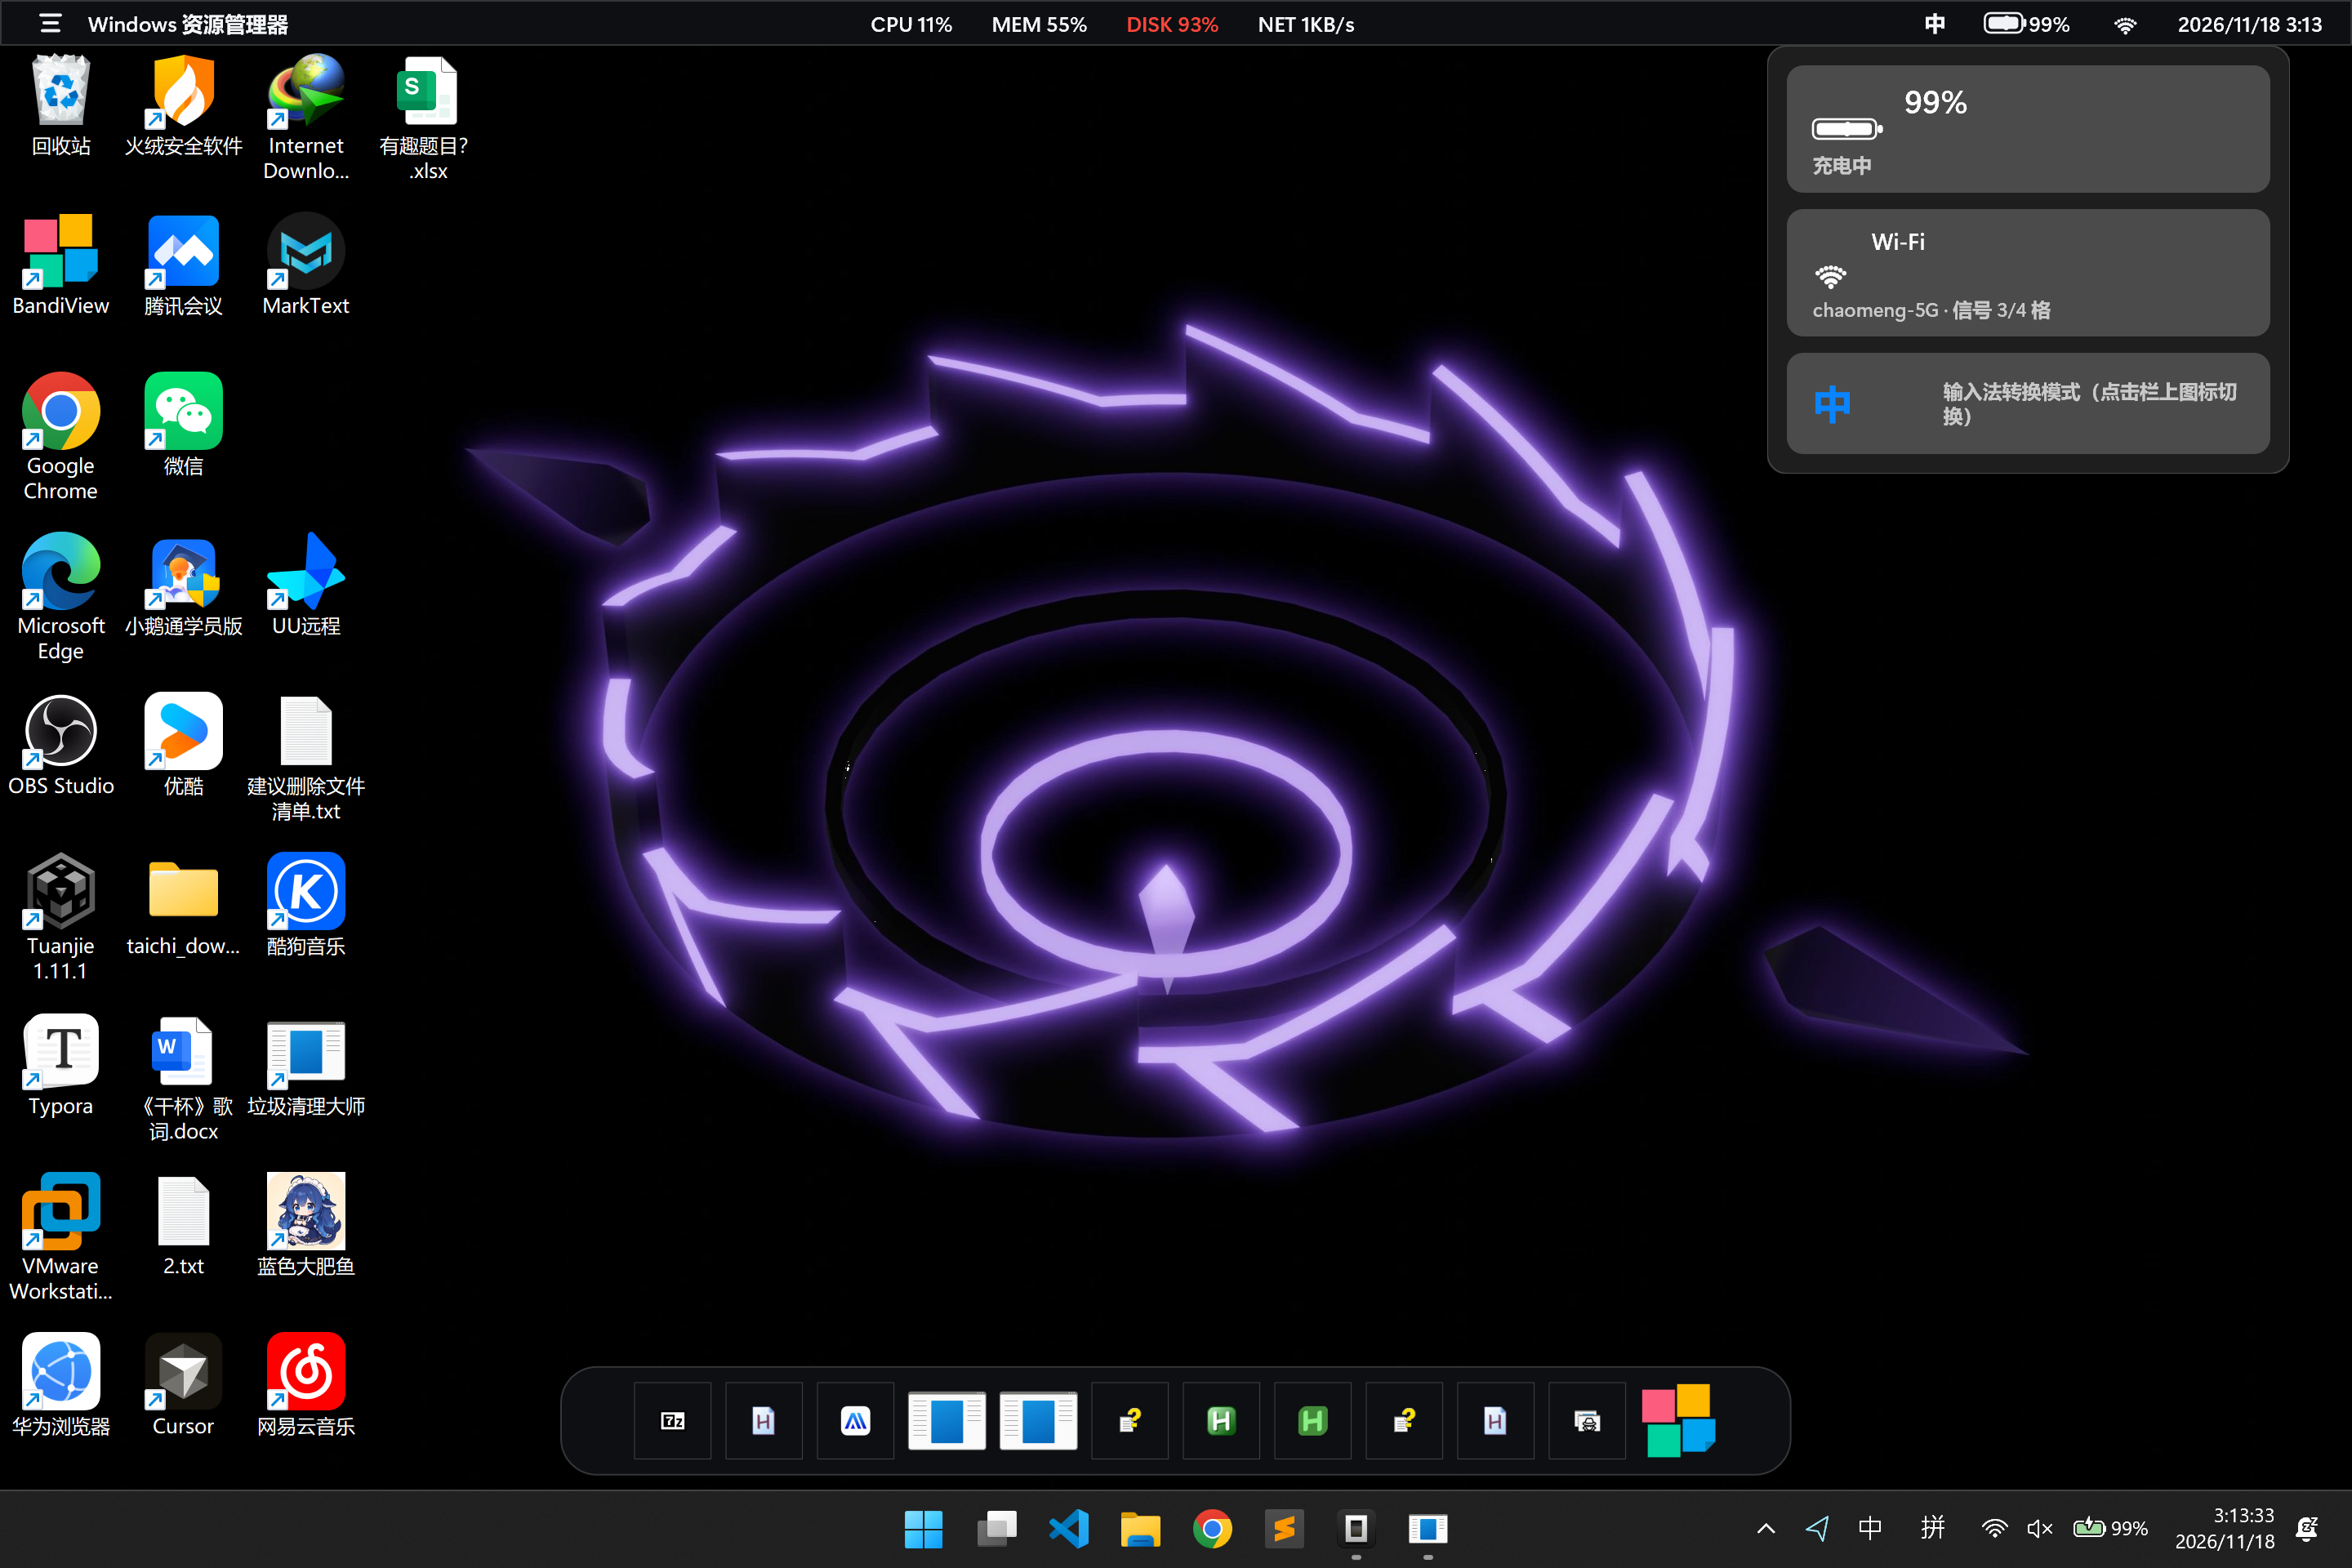 Windows 资源管理器
CPU 11%
MEM 55%
DISK 93%
NET 1KB/s
中
99%
2026/11/18 3:13
回收站
火绒安全软件
Internet
Downlo...
S
有趣题目?
.xlsx
99%
充电中
Wi-Fi
chaomeng-5G · 信号 3/4 格
中
输入法转换模式（点击栏上图标切
换）
BandiView
腾讯会议
MarkText
Google
Chrome
微信
Microsoft
Edge
小鹅通学员版
UU远程
OBS Studio
优酷
建议删除文件
清单.txt
Tuanjie
1.11.1
taichi_dow...
K
酷狗音乐
T
Typora
W
《干杯》歌
词.docx
垃圾清理大师
VMware
Workstati...
2.txt
蓝色大肥鱼
华为浏览器
Cursor
网易云音乐
7z
H
?
H
H
?
H
中
拼
99%
3:13:33
2026/11/18